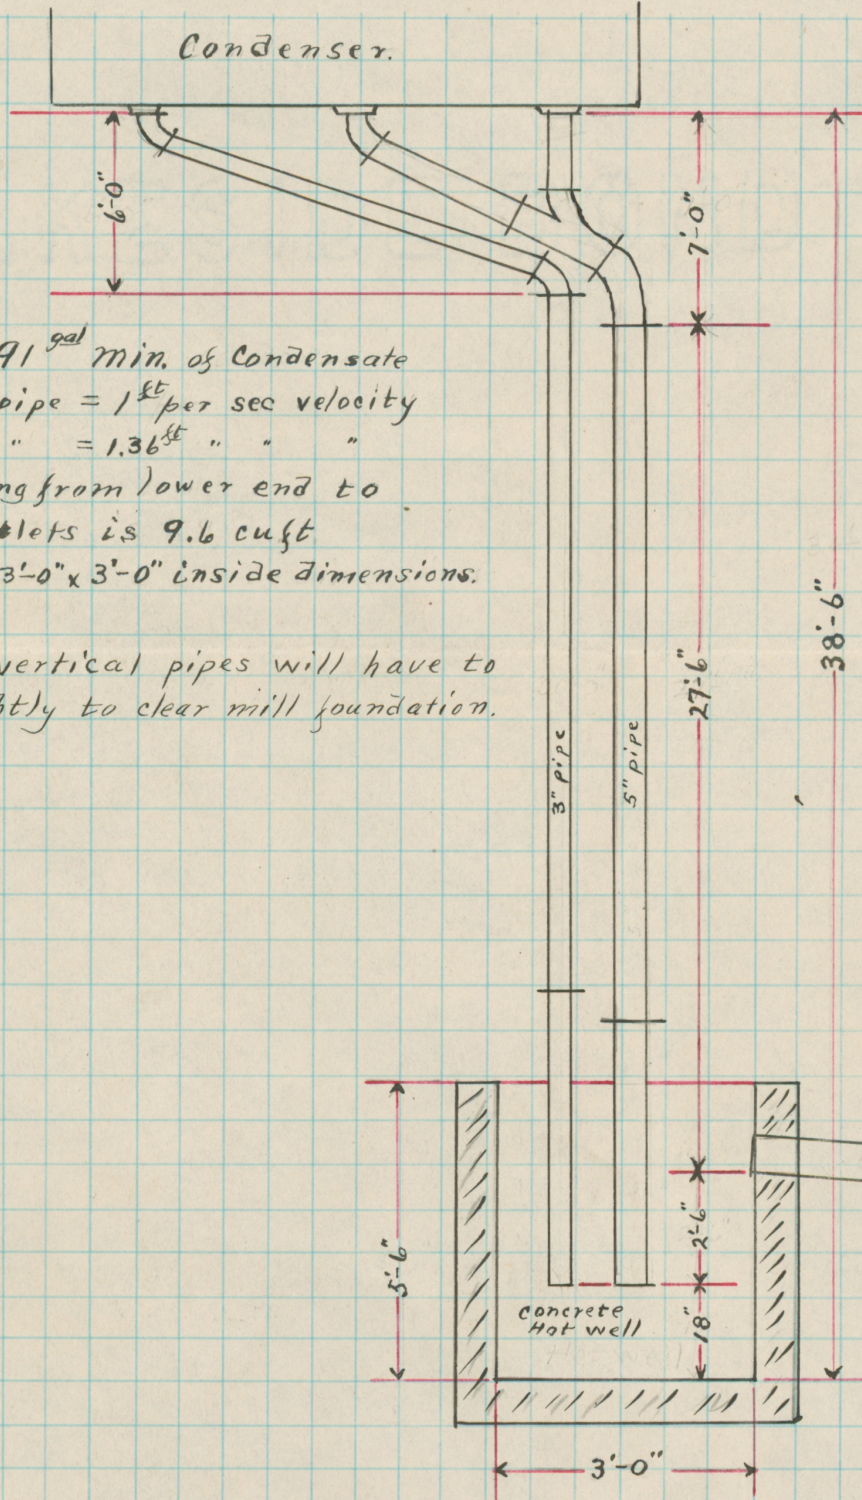 Condenser.
6'-0"
7'-0"
91 gal min. of Condensate
pipe = 1 ft per sec velocity
" = 1.36 ft " " "
ng from lower end to
tlets is 9.6 cuft
3'-0" x 3'-0" inside dimensions.
vertical pipes will have to
htly to clear mill foundation.
38'-6"
27'-6"
3" pipe
5" pipe
5'-6"
2'-6"
18"
concrete
Hot well
3'-0"